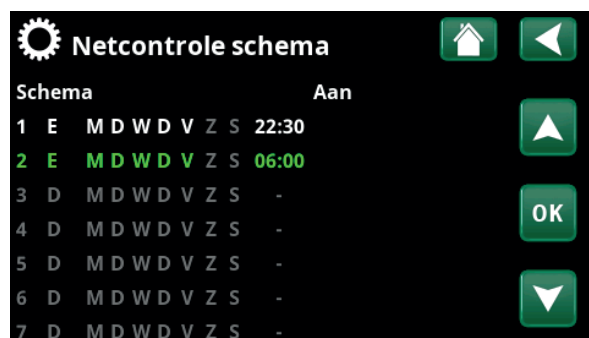 Netcontrole schema
Schema Aan
1 E M D W D V Z S 22:30
2 E M D W D V Z S 06:00
3 D M D W D V Z S -
4 D M D W D V Z S -
OK
5 D M D W D V Z S -
6 D M D W D V Z S -
7 D M D W D V Z S -